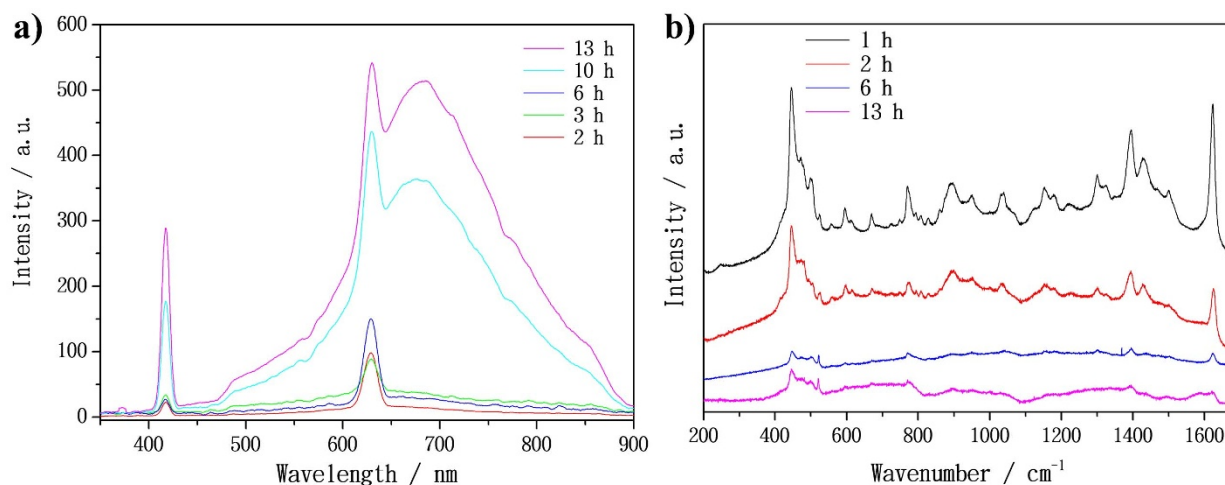 a)
600
500
400
300
200
100
0
Intensity / a.u.
13 h
10 h
6 h
3 h
2 h
400 500 600 700 800 900
Wavelength / nm
b)
Intensity / a.u.
1 h
2 h
6 h
13 h
200 400 600 800 1000 1200 1400 1600
Wavenumber / cm⁻¹